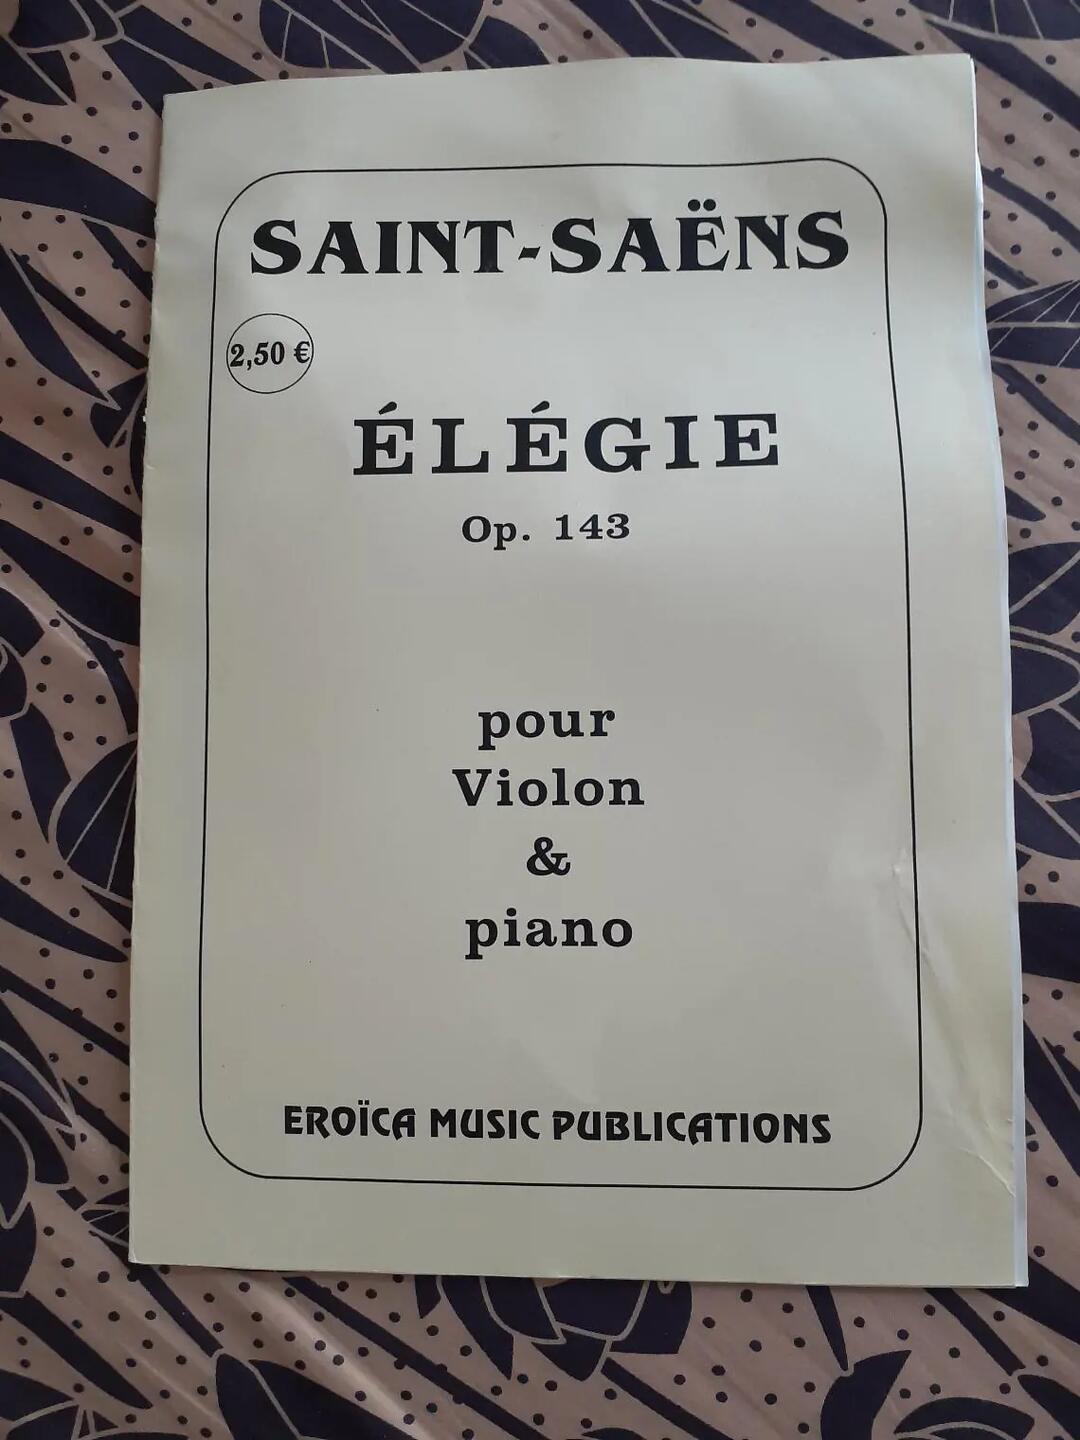 SAINT-SAËNS
2,50 €
ÉLÉGIE
Op. 143
pour
Violon
&
piano
EROÏCA MUSIC PUBLICATIONS